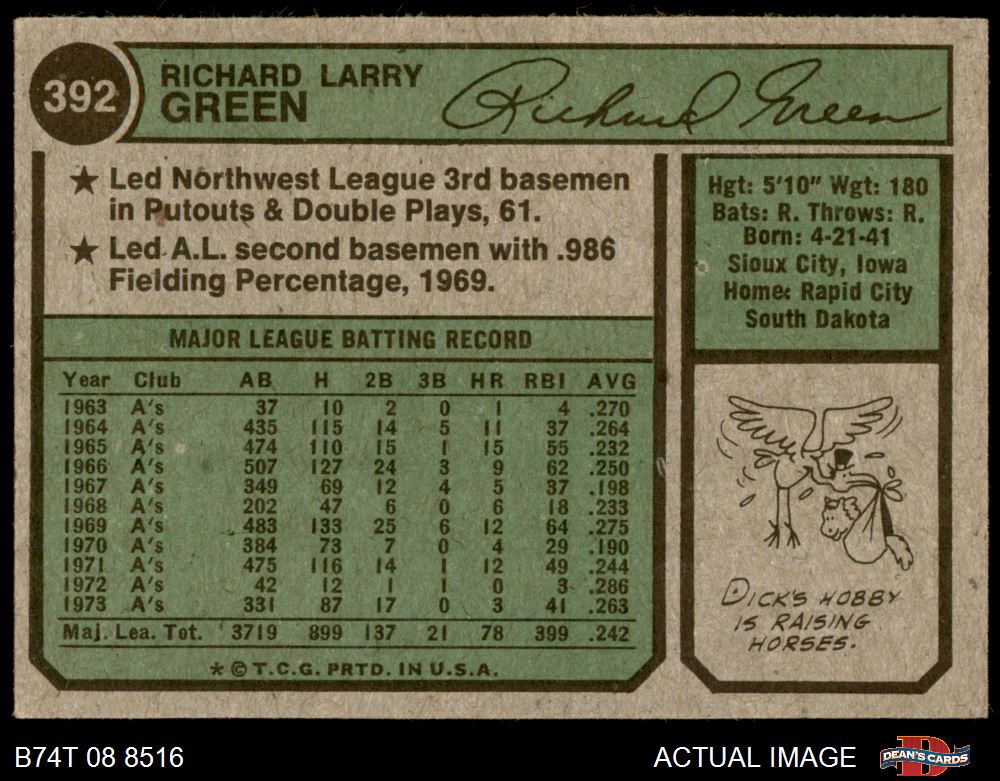 392
RICHARD LARRY
GREEN
Richard Green
★ Led Northwest League 3rd basemen
in Putouts & Double Plays, 61.
★ Led A.L. second basemen with .986
Fielding Percentage, 1969.
Hgt: 5'10" Wgt: 180
Bats: R. Throws: R.
Born: 4-21-41
Sioux City, Iowa
Home: Rapid City
South Dakota
MAJOR LEAGUE BATTING RECORD
Year Club AB H 2B 3B HR RBI AVG
1963 A's 37 10 2 0 1 4 .270
1964 A's 435 115 14 5 11 37 .264
1965 A's 474 110 15 1 15 55 .232
1966 A's 507 127 24 3 9 62 .250
1967 A's 349 69 12 4 5 37 .198
1968 A's 202 47 6 0 6 18 .233
1969 A's 483 133 25 6 12 64 .275
1970 A's 384 73 7 0 4 29 .190
1971 A's 475 116 14 1 12 49 .244
1972 A's 42 12 1 1 0 3 .286
1973 A's 331 87 17 0 3 41 .263
Maj. Lea. Tot. 3719 899 137 21 78 399 .242
* © T.C.G. PRTD. IN U.S.A.
DICK'S HOBBY
IS RAISING
HORSES.
B74T 08 8516
ACTUAL IMAGE
DEAN'S CARDS